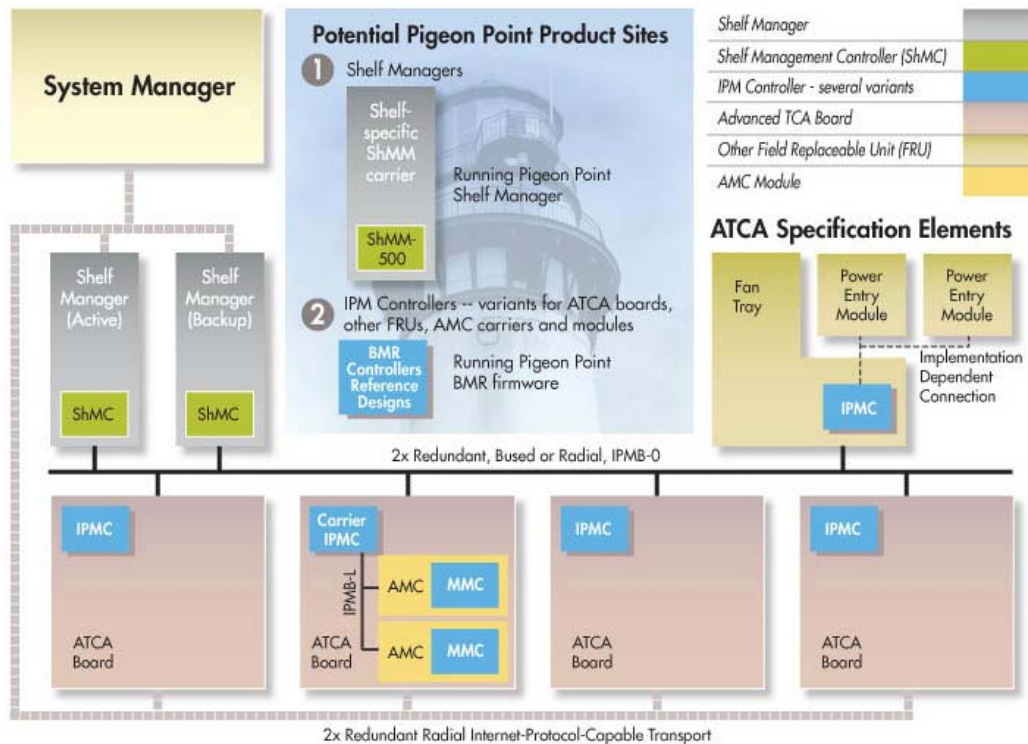 System Manager
Potential Pigeon Point Product Sites
1 Shelf Managers
Shelf-
specific
ShMM
carrier
Running Pigeon Point
Shelf Manager
ShMM-
500
2 IPM Controllers -- variants for ATCA boards,
other FRUs, AMC carriers and modules
BMR
Controllers
Reference
Designs
Running Pigeon Point
BMR firmware
Shelf Manager
Shelf Management Controller (ShMC)
IPM Controller - several variants
Advanced TCA Board
Other Field Replaceable Unit (FRU)
AMC Module
ATCA Specification Elements
Fan
Tray
Power
Entry
Module
Power
Entry
Module
Implementation
Dependent
Connection
IPMC
Shelf
Manager
(Active)
ShMC
Shelf
Manager
(Backup)
ShMC
2x Redundant, Bused or Radial, IPMB-0
IPMC
ATCA
Board
Carrier
IPMC
IPMB-L
AMC
MMC
AMC
MMC
ATCA
Board
IPMC
ATCA
Board
IPMC
ATCA
Board
2x Redundant Radial Internet-Protocol-Capable Transport